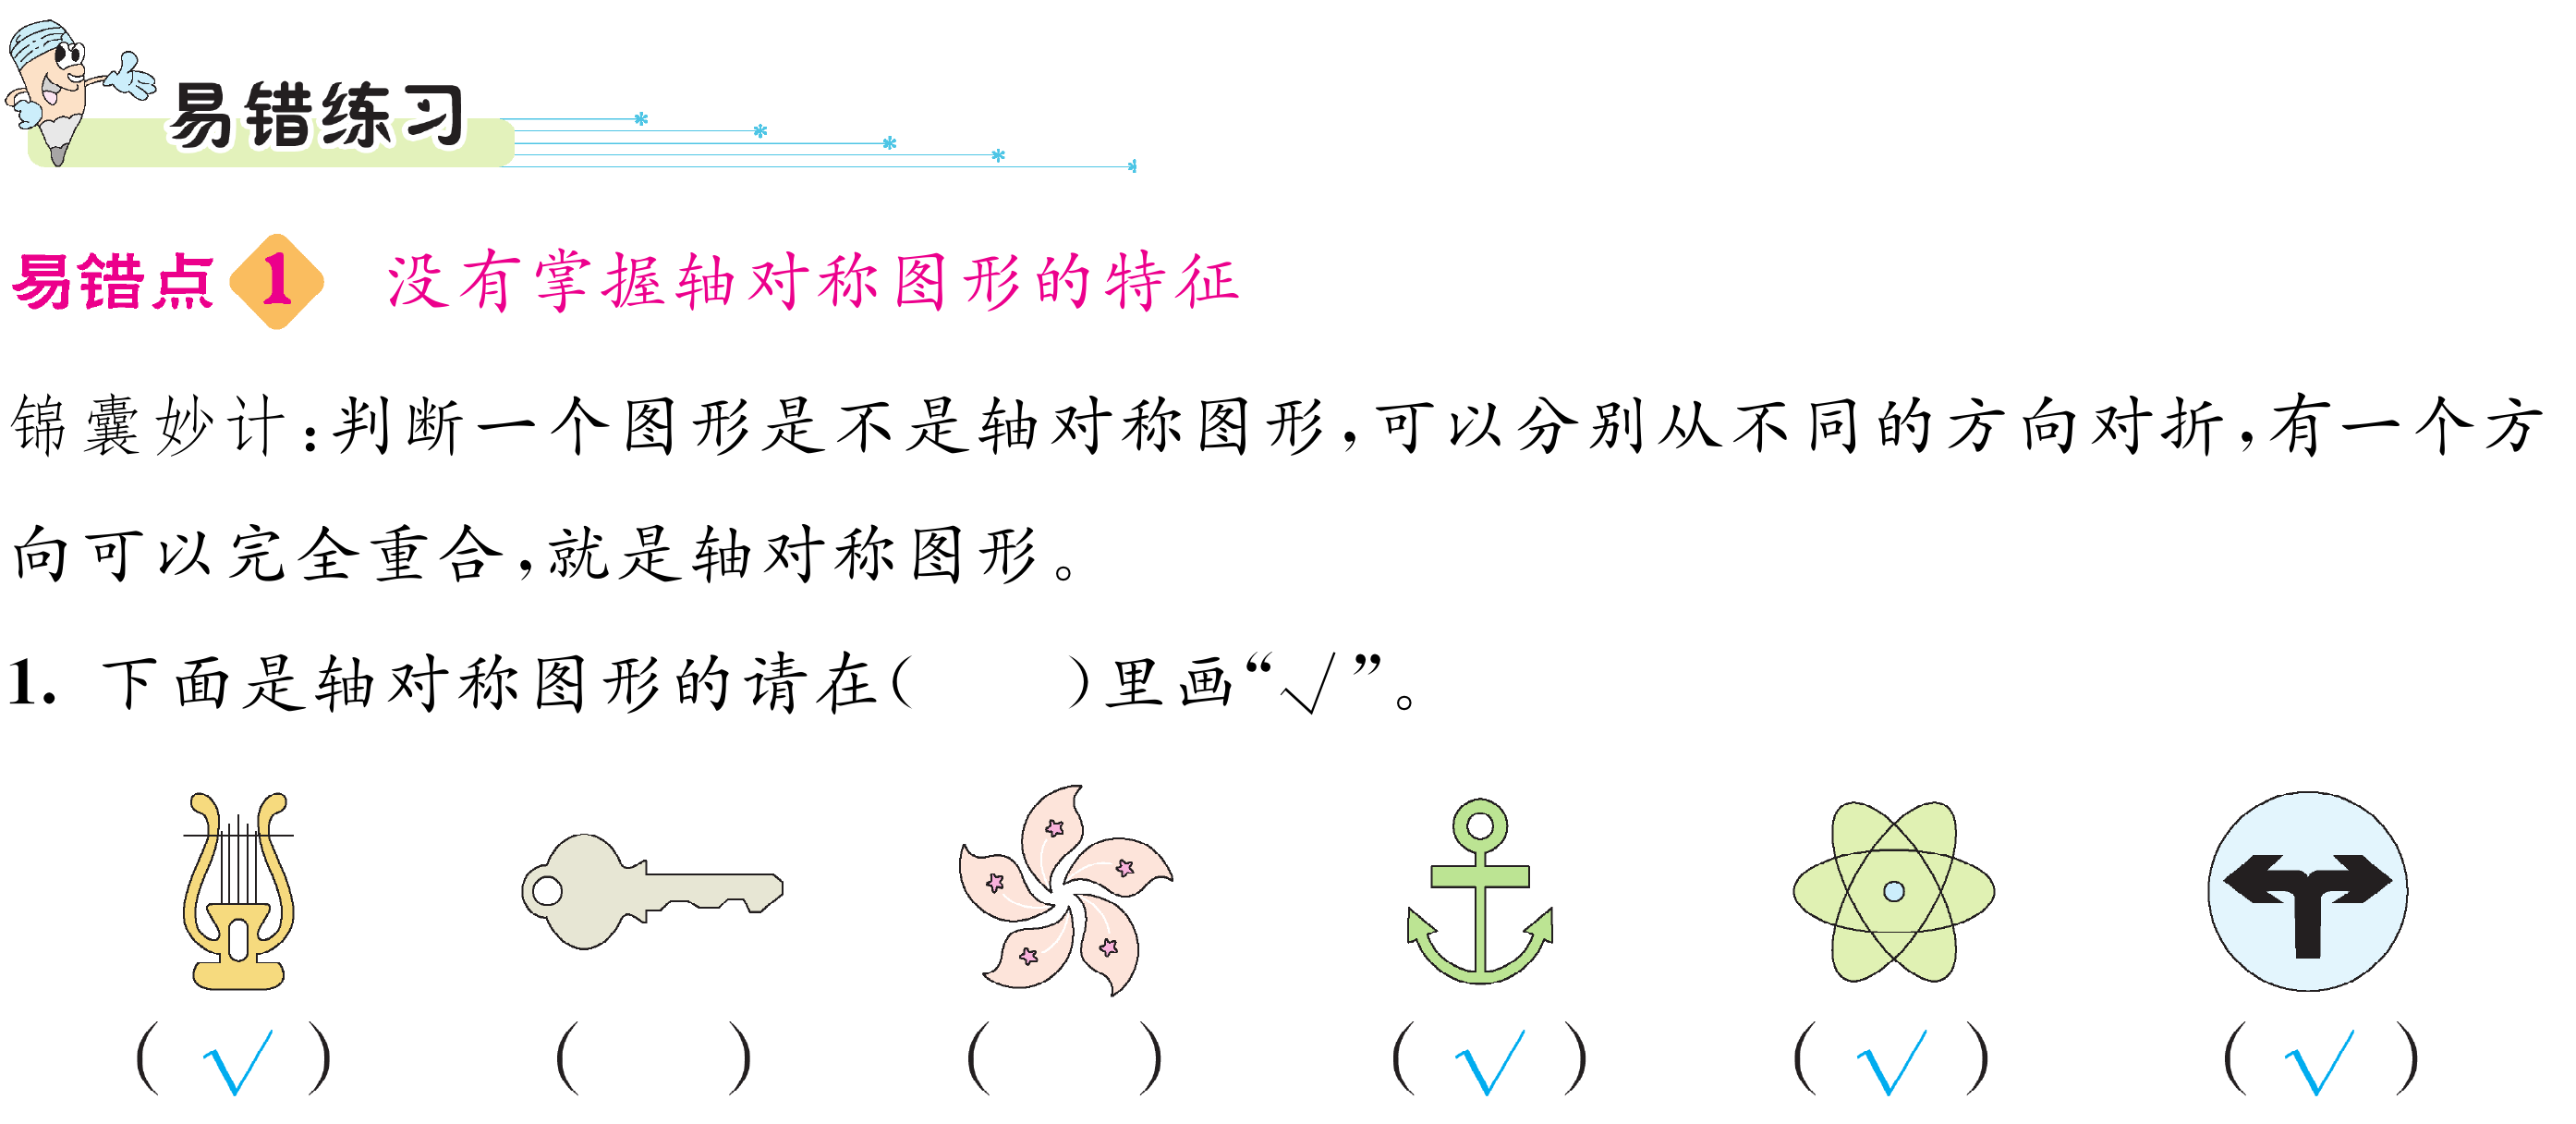 易错练习
易错点1 没有掌握轴对称图形的特征
锦囊妙计:判断一个图形是不是轴对称图形,可以分别从不同的方向对折,有一个方
向可以完全重合,就是轴对称图形。
1. 下面是轴对称图形的请在( )里画“√”。
(√) ( ) ( ) (√) (√) (√)